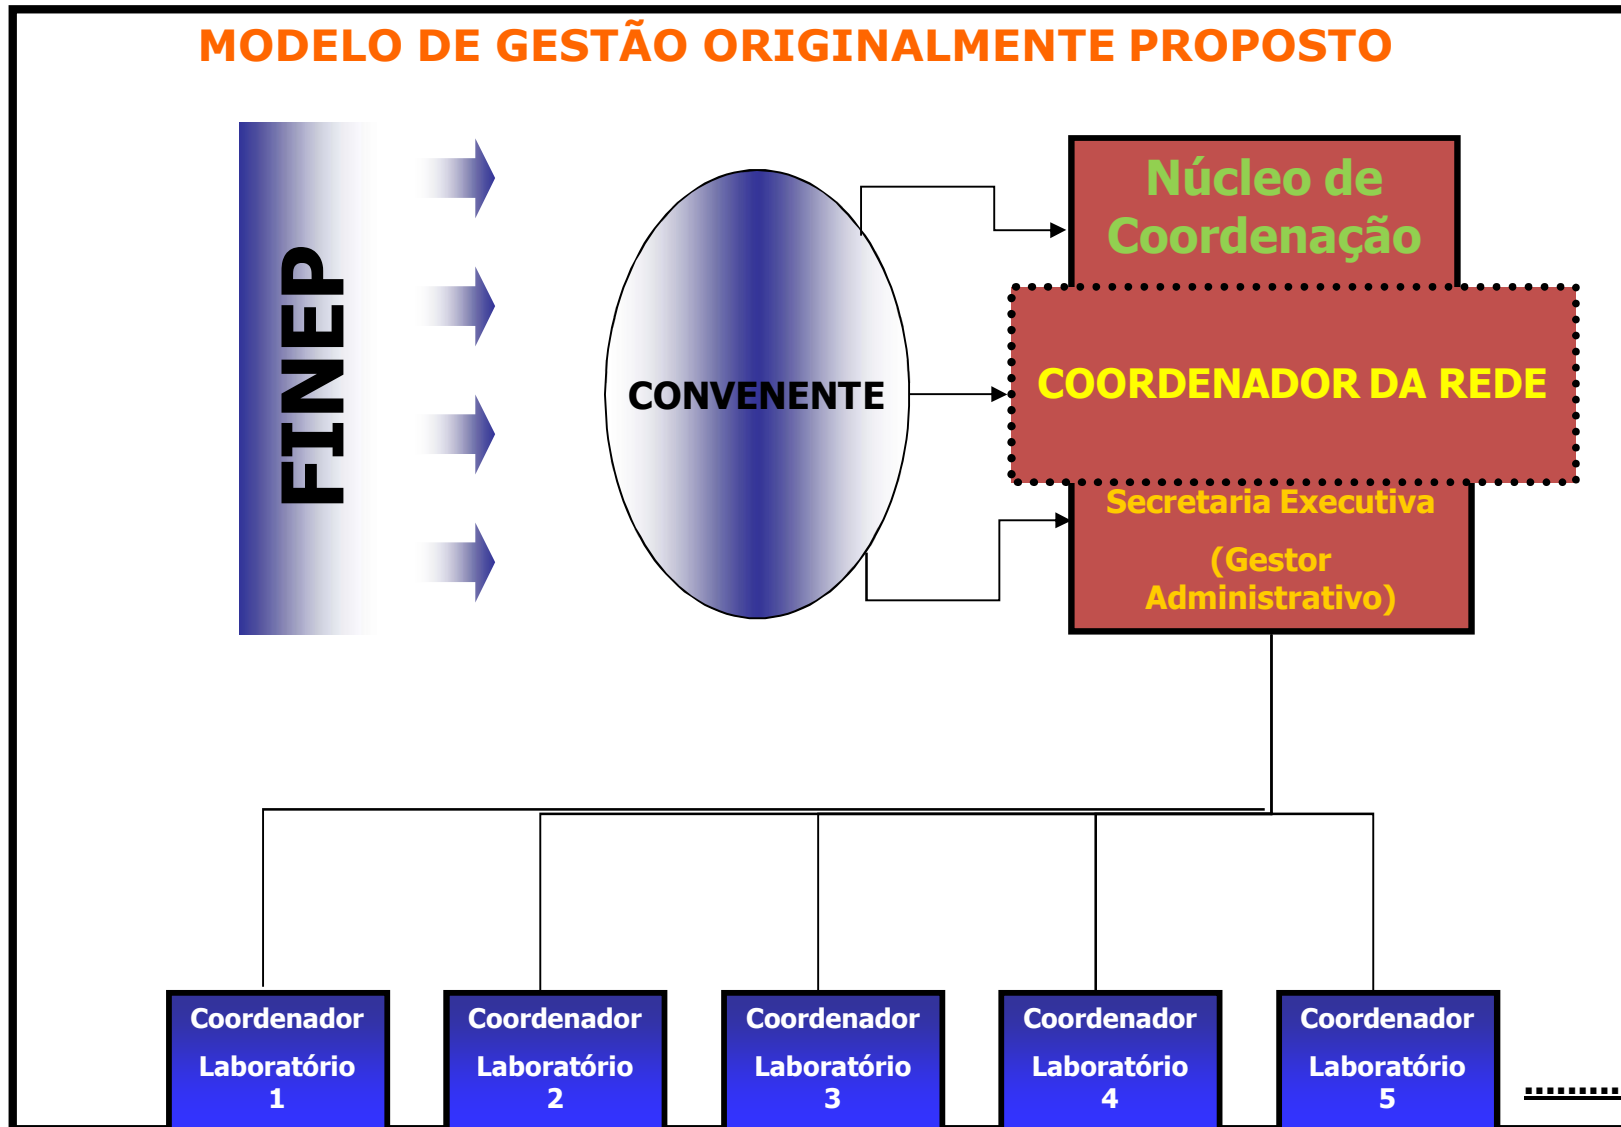 MODELO DE GESTÃO ORIGINALMENTE PROPOSTO
FINEP
CONVENENTE
Núcleo de
Coordenação
COORDENADOR DA REDE
Secretaria Executiva
(Gestor
Administrativo)
Coordenador
Laboratório
1
Coordenador
Laboratório
2
Coordenador
Laboratório
3
Coordenador
Laboratório
4
Coordenador
Laboratório
5
.........